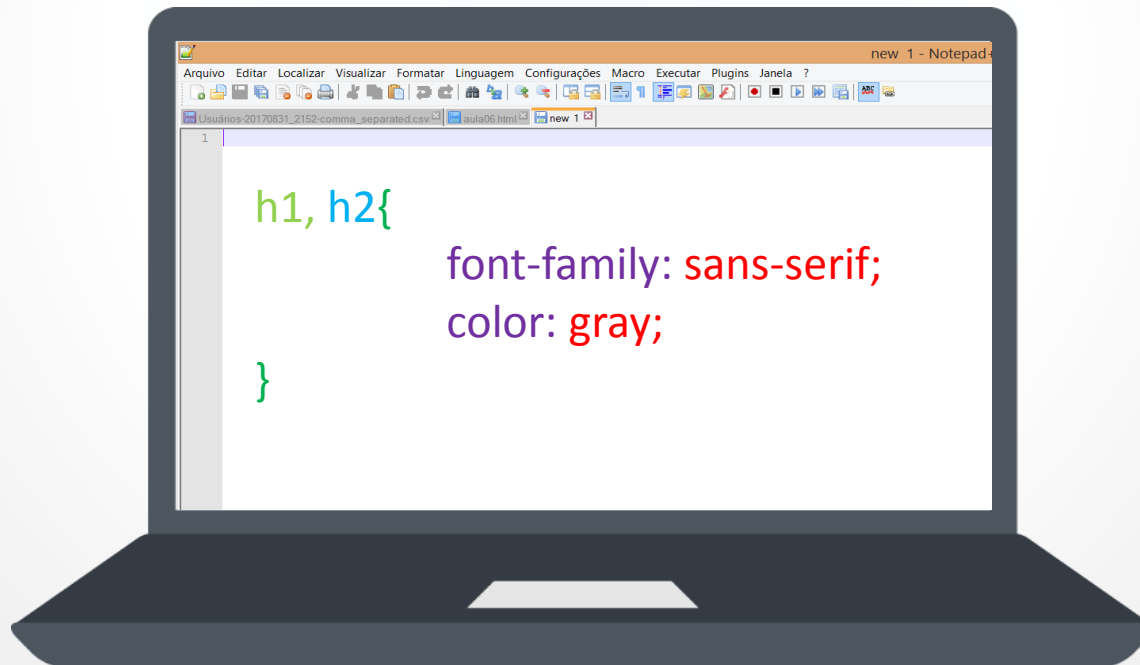 new 1 - Notepad+
Arquivo Editar Localizar Visualizar Formatar Linguagem Configurações Macro Executar Plugins Janela ?
Usuários-20170831_2152-comma_separated.csv aula06.html new 1
1
h1, h2{
font-family: sans-serif;
color: gray;
}